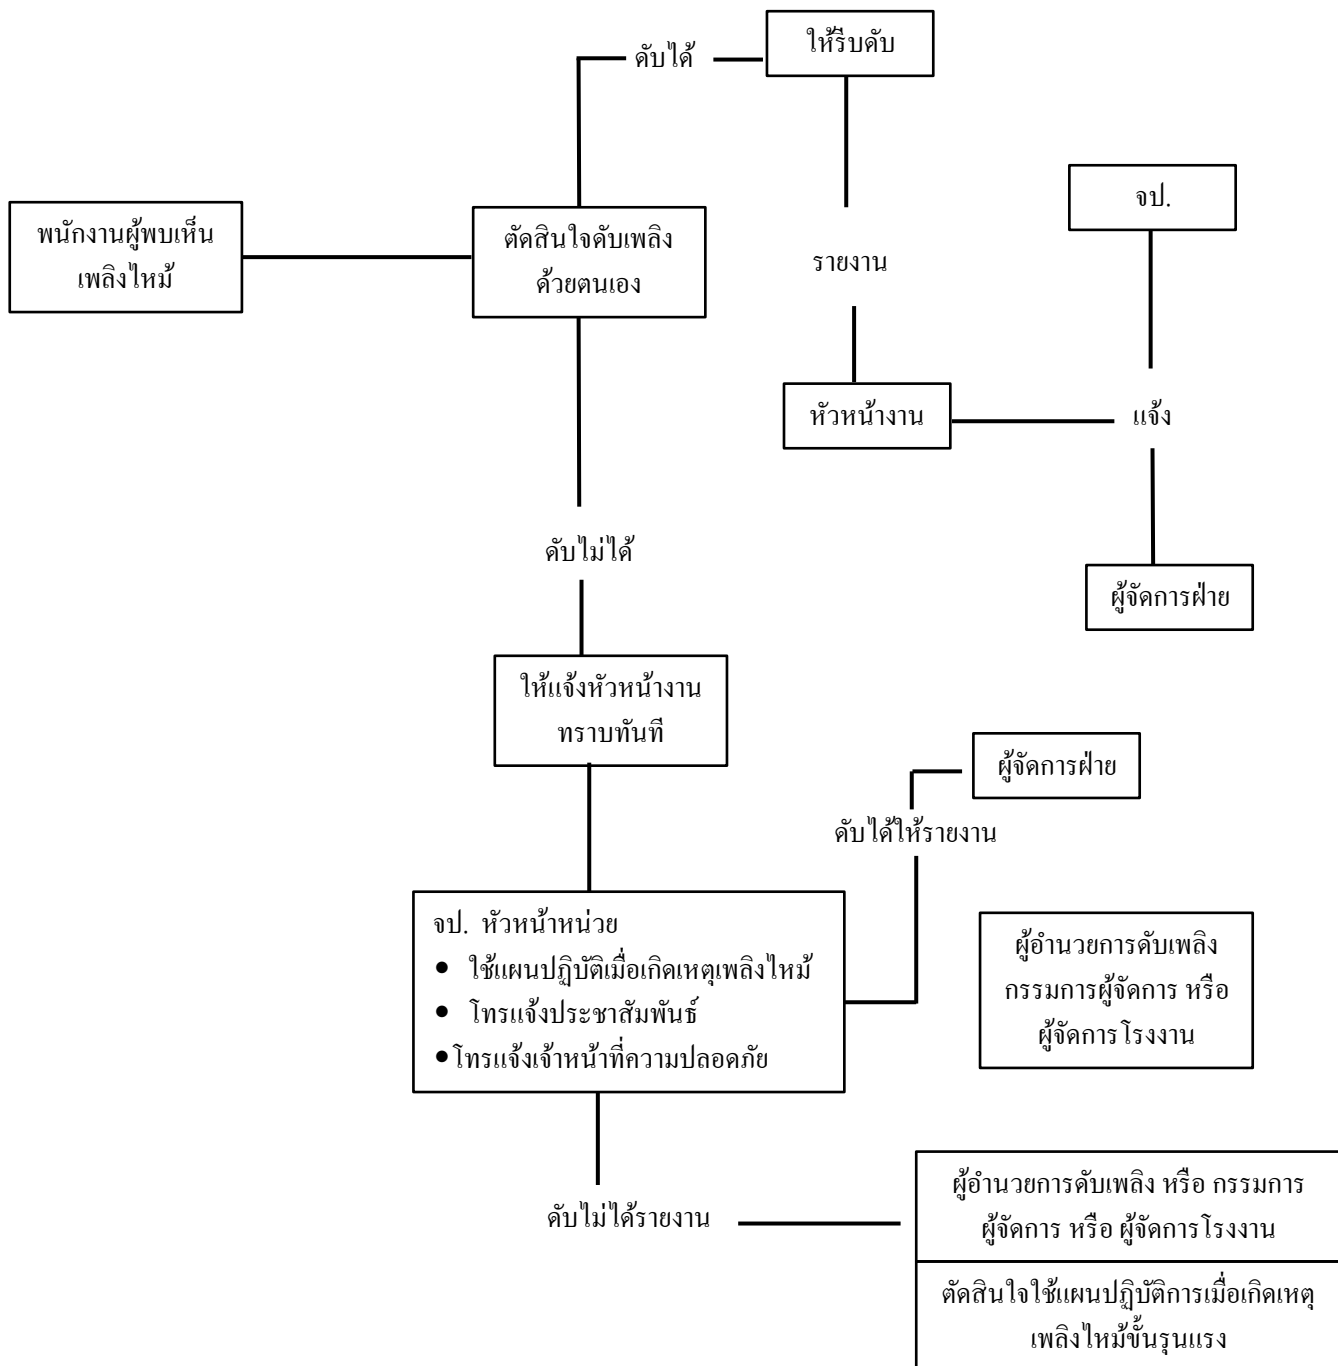 ดับได้
ให้รีบดับ
จป.
พนักงานผู้พบเห็น
เพลิงไหม้
ตัดสินใจดับเพลิง
ด้วยตนเอง
รายงาน
หัวหน้างาน
แจ้ง
ดับไม่ได้
ผู้จัดการฝ่าย
ให้แจ้งหัวหน้างาน
ทราบทันที
ผู้จัดการฝ่าย
ดับได้ให้รายงาน
จป. หัวหน้าหน่วย
● ใช้แผนปฏิบัติเมื่อเกิดเหตุเพลิงไหม้
● โทรแจ้งประชาสัมพันธ์
● โทรแจ้งเจ้าหน้าที่ความปลอดภัย
ผู้อำนวยการดับเพลิง
กรรมการผู้จัดการ หรือ
ผู้จัดการโรงงาน
ดับไม่ได้รายงาน
ผู้อำนวยการดับเพลิง หรือ กรรมการ
ผู้จัดการ หรือ ผู้จัดการโรงงาน
ตัดสินใจใช้แผนปฏิบัติการเมื่อเกิดเหตุ
เพลิงไหม้ขั้นรุนแรง